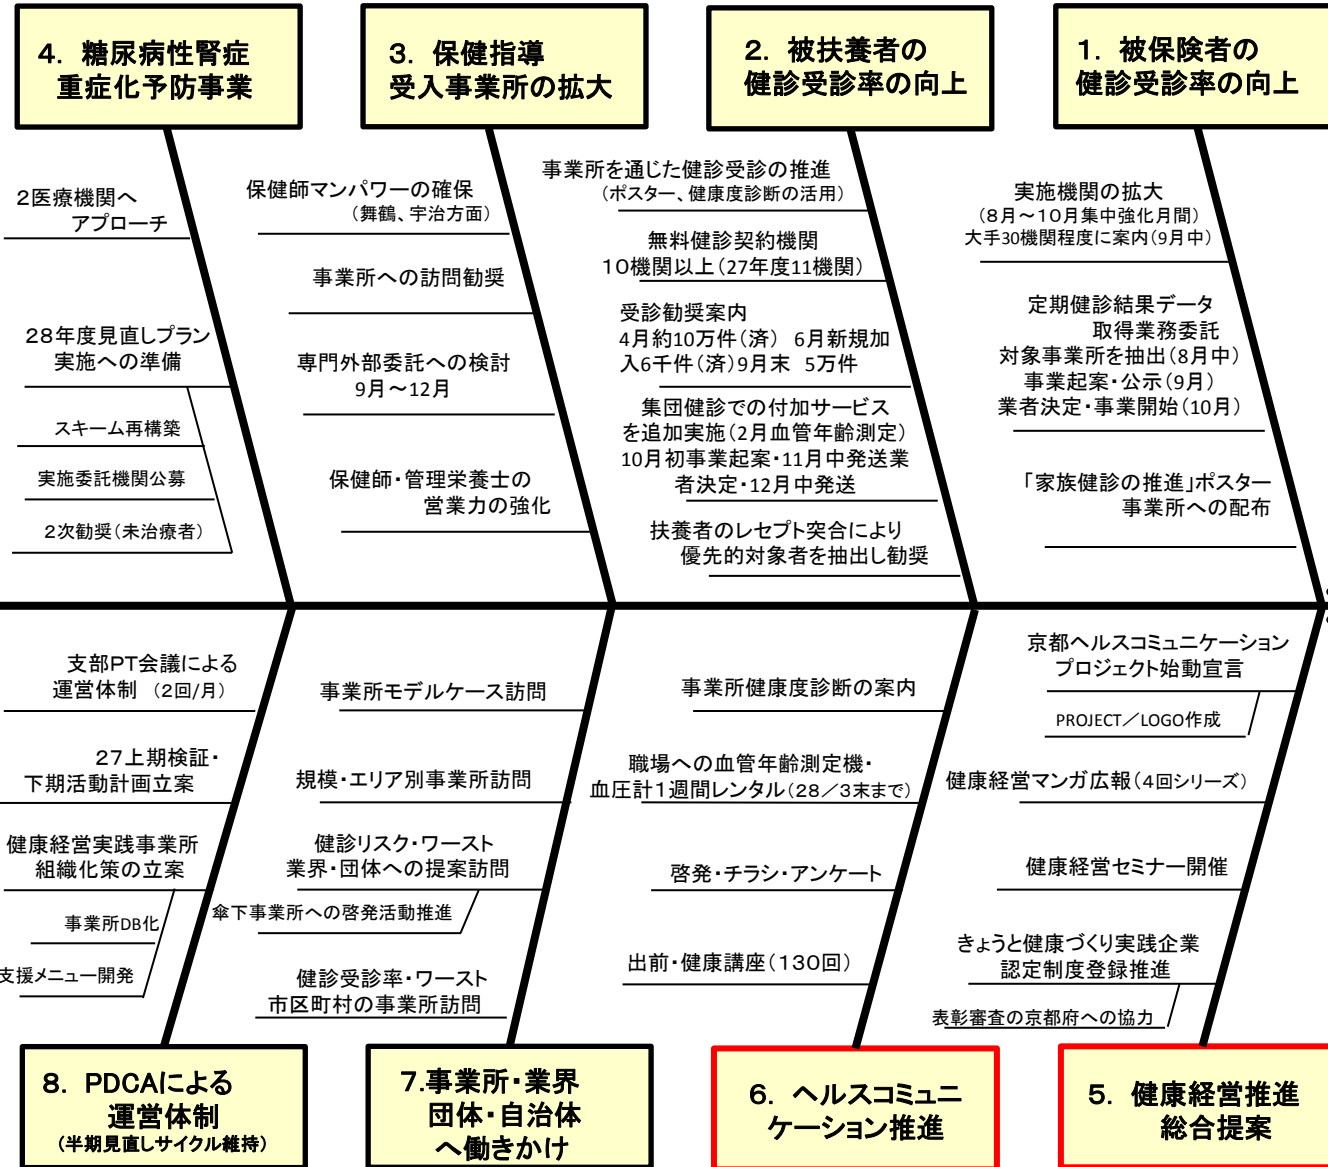 4．糖尿病性腎症
重症化予防事業
2医療機関へ
アプローチ
28年度見直しプラン
実施への準備
スキーム再構築
実施委託機関公募
2次勧奨（未治療者）
3．保健指導
受入事業所の拡大
保健師マンパワーの確保
（舞鶴、宇治方面）
事業所への訪問勧奨
専門外部委託への検討
9月～12月
保健師・管理栄養士の
営業力の強化
2．被扶養者の
健診受診率の向上
事業所を通じた健診受診の推進
（ポスター、健康度診断の活用）
無料健診契約機関
10機関以上（27年度11機関）
受診勧奨案内
4月約10万件（済）　6月新規加
入6千件（済）9月末　5万件
集団健診での付加サービス
を追加実施（2月血管年齢測定）
10月初事業起案・11月中発送業
者決定・12月中発送
扶養者のレセプト突合により
優先的対象者を抽出し勧奨
1．被保険者の
健診受診率の向上
実施機関の拡大
（8月～10月集中強化月間）
大手30機関程度に案内（9月中）
定期健診結果データ
取得業務委託
対象事業所を抽出（8月中）
事業起案・公示（9月）
業者決定・事業開始（10月）
「家族健診の推進」ポスター
事業所への配布
支部PT会議による
運営体制　（2回/月）
27上期検証・
下期活動計画立案
健康経営実践事業所
組織化策の立案
事業所DB化
支援メニュー開発
8．PDCAによる
運営体制
（半期見直しサイクル維持）
事業所モデルケース訪問
規模・エリア別事業所訪問
健診リスク・ワースト
業界・団体への提案訪問
傘下事業所への啓発活動推進
健診受診率・ワースト
市区町村の事業所訪問
7.事業所・業界
団体・自治体
へ働きかけ
事業所健康度診断の案内
職場への血管年齢測定機・
血圧計1週間レンタル（28／3末まで）
啓発・チラシ・アンケート
出前・健康講座（130回）
6．ヘルスコミュニ
ケーション推進
京都ヘルスコミュニケーション
プロジェクト始動宣言
PROJECT／LOGO作成
健康経営マンガ広報（4回シリーズ）
健康経営セミナー開催
きょうと健康づくり実践企業
認定制度登録推進
表彰審査の京都府への協力
5．健康経営推進
総合提案